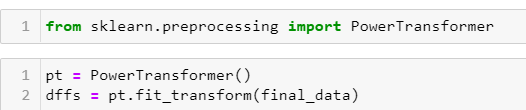 1 from sklearn.preprocessing import PowerTransformer
1 pt = PowerTransformer()
2 dffs = pt.fit_transform(final_data)